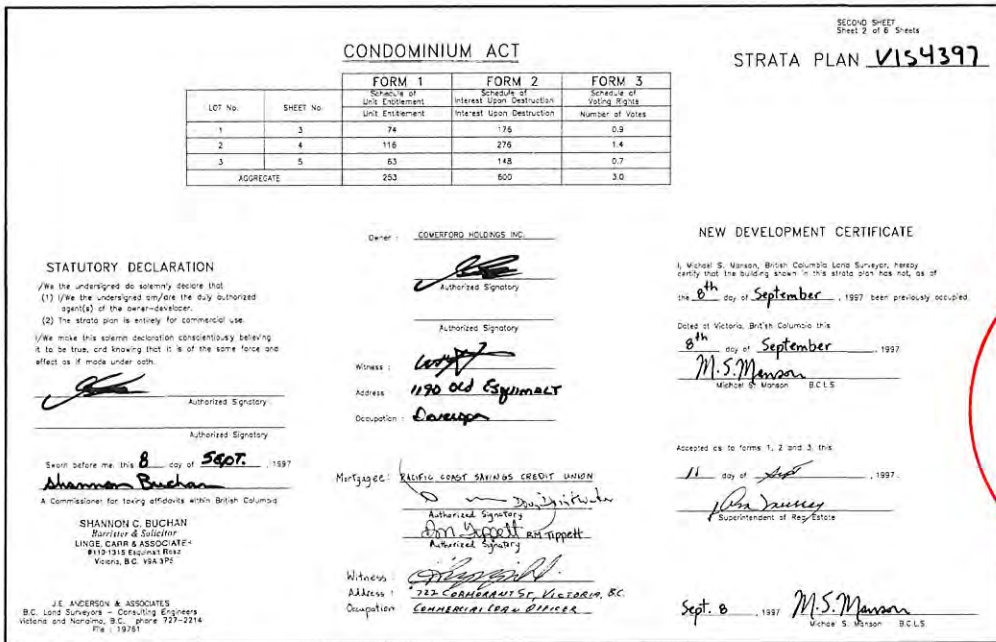 SECOND SHEET
Sheet 2 of 6 Sheets
CONDOMINIUM ACT
STRATA PLAN VIS4397
FORM 1 FORM 2 FORM 3
LOT No. SHEET No. Schedule of Unit Entitlement Schedule of Interest Upon Destruction Schedule of Voting Rights
Unit Entitlement Interest Upon Destruction Number of Votes
1 3 74 176 0.9
2 4 116 276 1.4
3 5 63 148 0.7
AGGREGATE 253 600 3.0
STATUTORY DECLARATION
I/We the undersigned do solemnly declare that
(1) I/We the undersigned am/are the duly authorized
agent(s) of the owner-developer.
(2) The strata plan is entirely for commercial use.
I/We make this solemn declaration conscientiously believing
it to be true, and knowing that it is of the same force and
effect as if made under oath.
Authorized Signatory
Authorized Signatory
Sworn before me, this 8 day of SEPT. , 1997
Shannon Buchan
A Commissioner for taking affidavits within British Columbia
SHANNON C. BUCHAN
Barrister & Solicitor
LINGE, CARR & ASSOCIATES
#112-1315 Esquimalt Road
Victoria, B.C. V9A 3P5
J.E. ANDERSON & ASSOCIATES
B.C. Land Surveyors - Consulting Engineers
Victoria and Nanaimo, B.C. phone 727-2214
File : 19761
Owner : COMERFORD HOLDINGS INC.
Authorized Signatory
Authorized Signatory
Witness :
Address 1190 Old ESQUIMALT
Occupation :
Mortgagee: PACIFIC COAST SAVINGS CREDIT UNION
Authorized Signatory
RM Tippett
Authorized Signatory
Witness :
Address : 722 CORMORANT ST, VICTORIA, BC.
Occupation COMMERCIAL LOAN OFFICER
NEW DEVELOPMENT CERTIFICATE
I, Michael S. Manson, British Columbia Land Surveyor, hereby
certify that the building shown in this strata plan has not, as of
the 8th day of September , 1997 been previously occupied.
Dated at Victoria, British Columbia this
8th day of September , 1997
M.S. Manson
Michael S. Manson B.C.L.S.
Accepted as to forms 1, 2 and 3, this
11 day of Sept , 1997.
Superintendent of Real Estate
Sept. 8 , 1997 M.S. Manson
Michael S. Manson B.C.L.S.